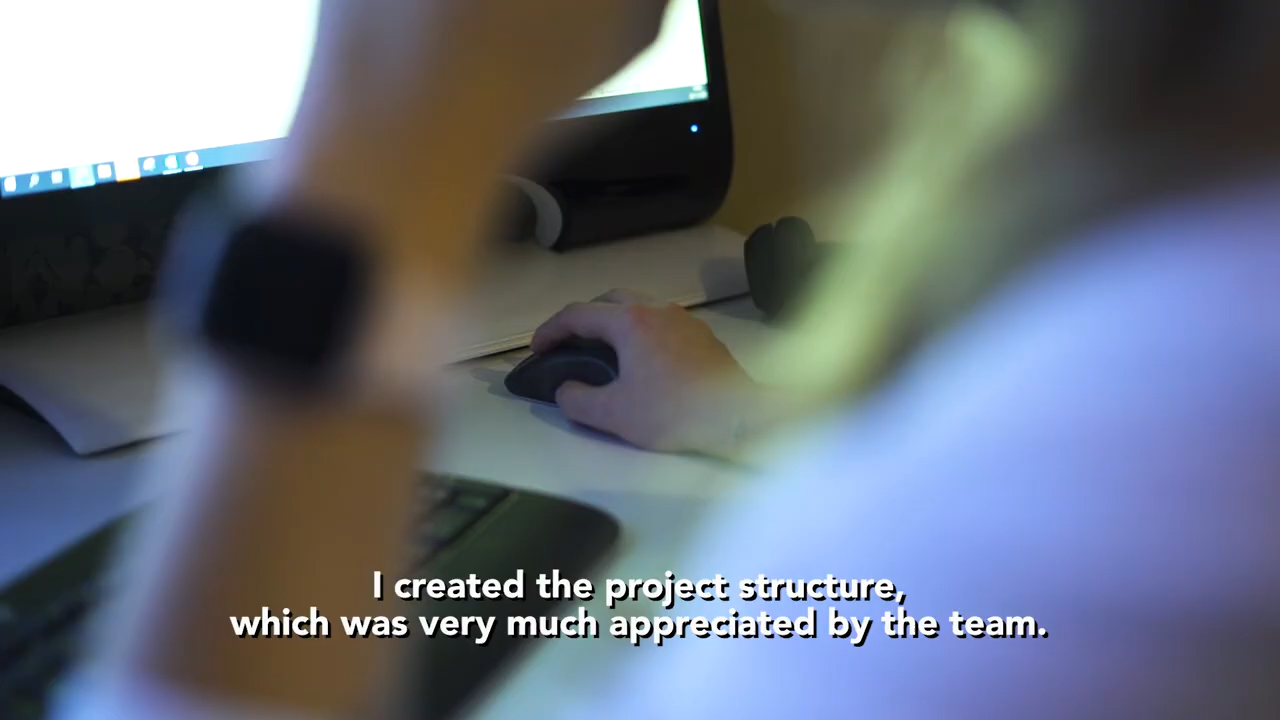 I created the project structure,
which was very much appreciated by the team.